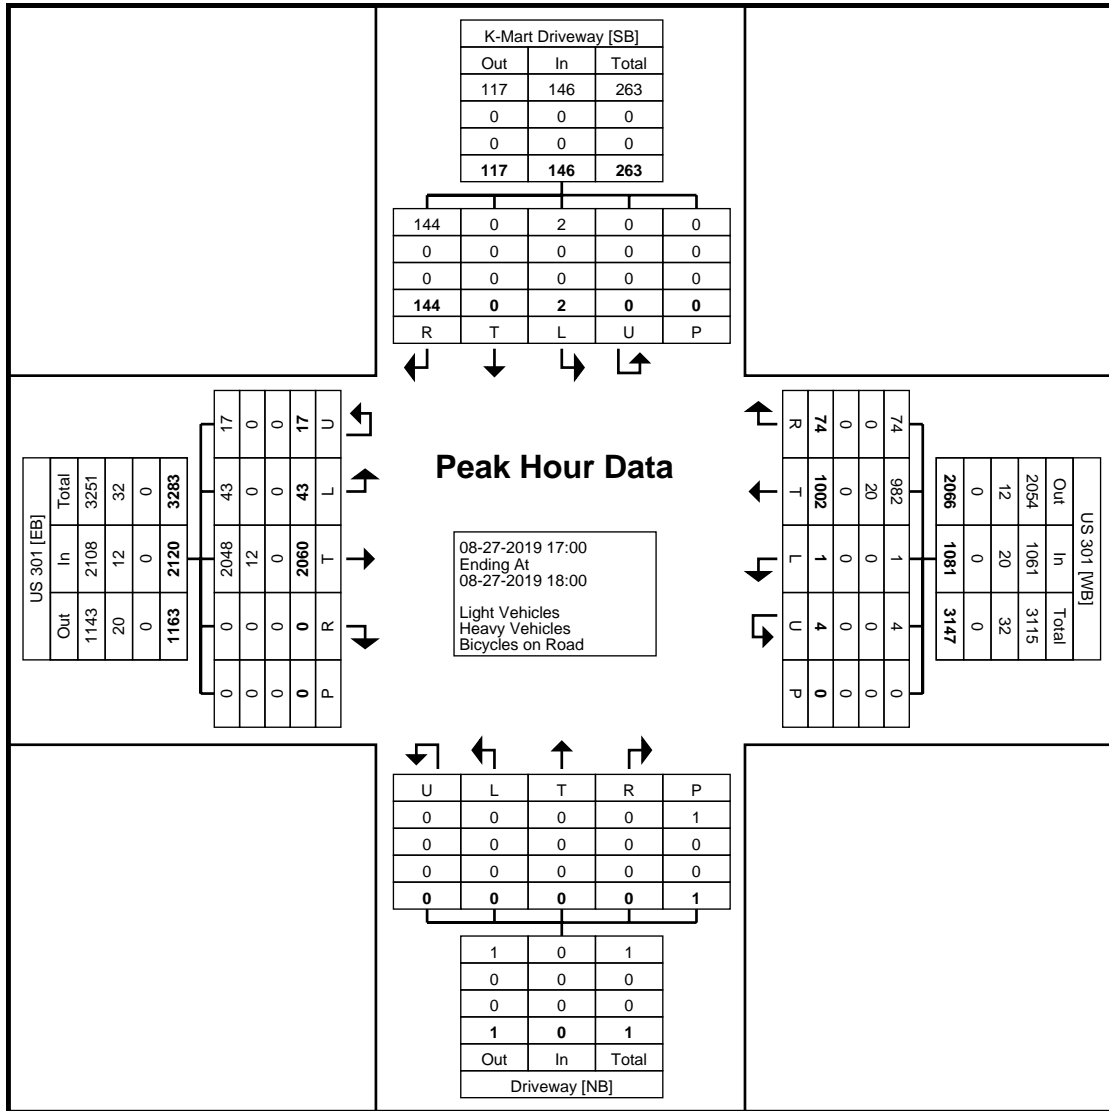 K-Mart Driveway [SB]
Out In Total
117 146 263
0 0 0
0 0 0
117 146 263
144 0 2 0 0
0 0 0 0 0
0 0 0 0 0
144 0 2 0 0
R T L U P
US 301 [EB]
Total In Out
3251 2108 1143
32 12 20
0 0 0
3283 2120 1163
17 43 2048 0 0
0 0 12 0 0
0 0 0 0 0
17 43 2060 0 0
U L T R P
Peak Hour Data
08-27-2019 17:00
Ending At
08-27-2019 18:00
Light Vehicles
Heavy Vehicles
Bicycles on Road
US 301 [WB]
Out In Total
2054 1061 3115
12 20 32
0 0 0
2066 1081 3147
74 982 1 4 0
0 20 0 0 0
0 0 0 0 0
74 1002 1 4 0
R T L U P
U L T R P
0 0 0 0 1
0 0 0 0 0
0 0 0 0 0
0 0 0 0 1
1 0 1
0 0 0
0 0 0
1 0 1
Out In Total
Driveway [NB]